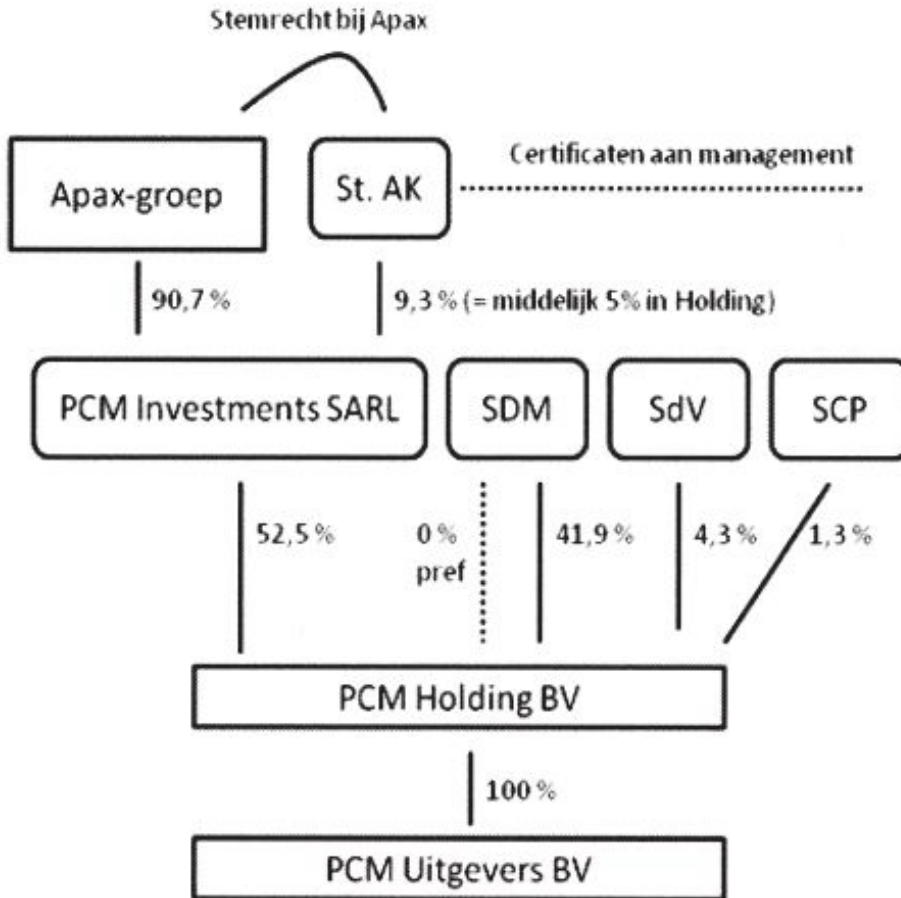 Stemrecht bij Apax
Apax-groep
St. AK
Certificaten aan management
90,7 %
9,3 % (= middelijk 5% in Holding)
PCM Investments SARL
SDM
SdV
SCP
52,5 %
0 %
pref
41,9 %
4,3 %
1,3 %
PCM Holding BV
100 %
PCM Uitgevers BV